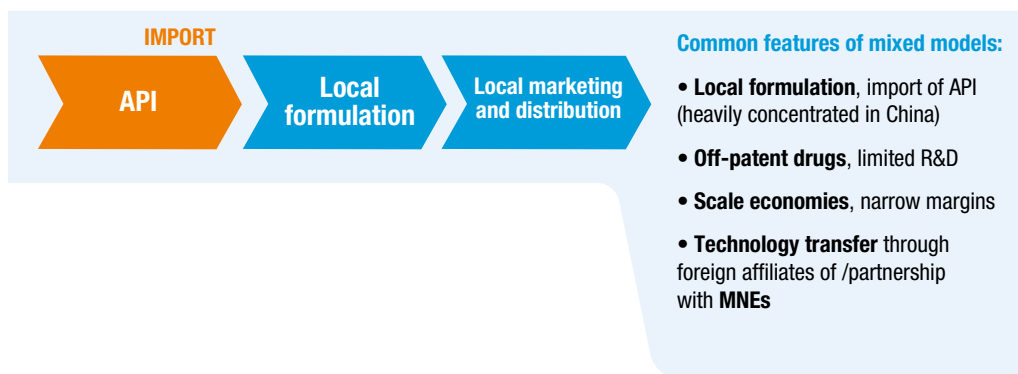 IMPORT
API
Local
formulation
Local marketing
and distribution
Common features of mixed models:
• Local formulation, import of API
(heavily concentrated in China)
• Off-patent drugs, limited R&D
• Scale economies, narrow margins
• Technology transfer through
foreign affiliates of /partnership
with MNEs